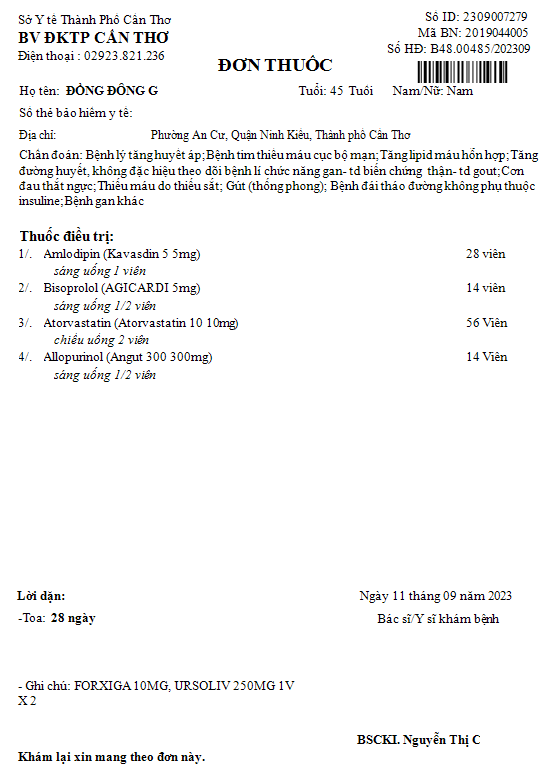 Sở Y tế Thành Phố Cần Thơ
Số ID: 2309007279
BV ĐKTP CẦN THƠ
Mã BN: 2019044005
Điện thoại : 02923.821.236
Số HĐ: B48.00485/202309
ĐƠN THUỐC
Họ tên: ĐỒNG ĐÔNG G Tuổi: 45 Tuổi Nam/Nữ: Nam
Số thẻ bảo hiểm y tế:
Địa chỉ: Phường An Cư, Quận Ninh Kiều, Thành phố Cần Thơ
Chẩn đoán: Bệnh lý tăng huyết áp;Bệnh tim thiếu máu cục bộ mạn;Tăng lipid máu hỗn hợp;Tăng
đường huyết, không đặc hiệu theo dõi bệnh lí chức năng gan- td biến chứng thận- td gout;Cơn
đau thắt ngực;Thiếu máu do thiếu sắt; Gút (thống phong); Bệnh đái tháo đường không phụ thuộc
insuline;Bệnh gan khác
Thuốc điều trị:
1/. Amlodipin (Kavasdin 5 5mg) 28 viên
sáng uống 1 viên
2/. Bisoprolol (AGICARDI 5mg) 14 viên
sáng uống 1/2 viên
3/. Atorvastatin (Atorvastatin 10 10mg) 56 Viên
chiều uống 2 viên
4/. Allopurinol (Angut 300 300mg) 14 Viên
sáng uống 1/2 viên
Lời dặn:
Ngày 11 tháng 09 năm 2023
-Toa: 28 ngày
Bác sĩ/Y sĩ khám bệnh
- Ghi chú: FORXIGA 10MG, URSOLIV 250MG 1V
X 2
BSCKI. Nguyễn Thị C
Khám lại xin mang theo đơn này.